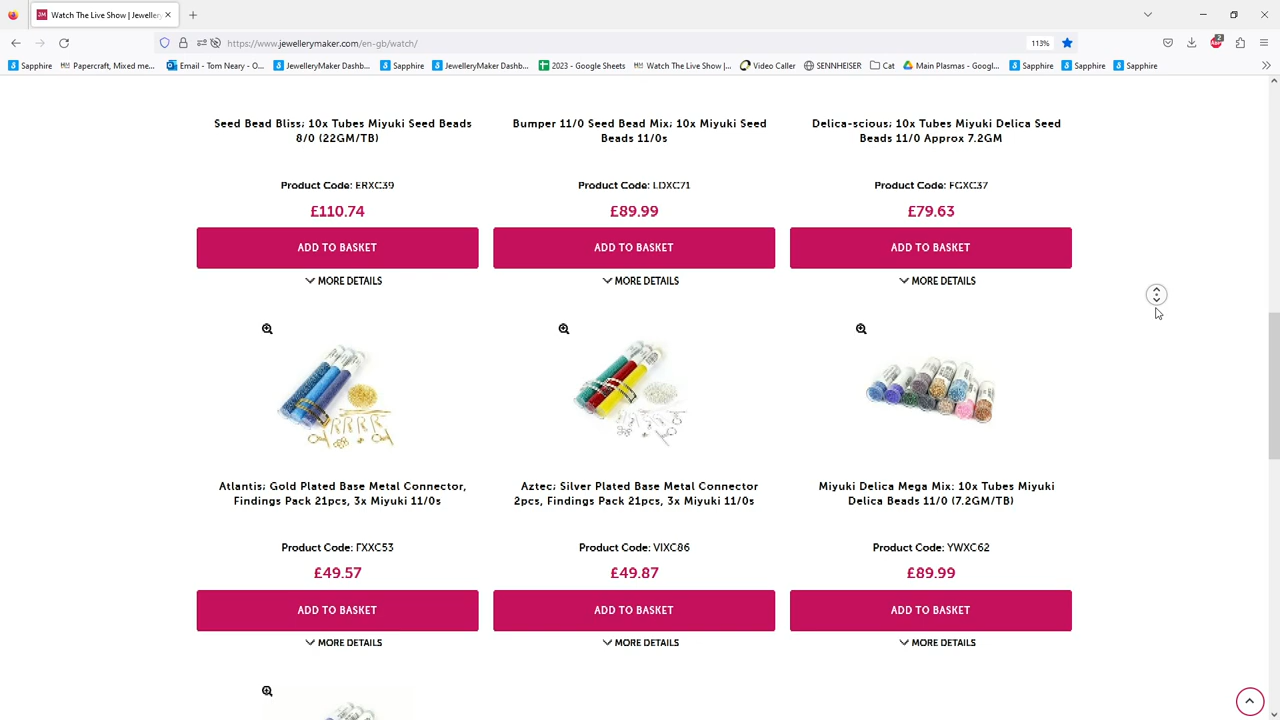 Watch The Live Show | Jeweller
https://www.jewellerymaker.com/en-gb/watch/
113%
2
Sapphire
Papercraft, Mixed me...
Email - Tom Neary - O...
JewelleryMaker Dashb...
Sapphire
JewelleryMaker Dashb...
2023 - Google Sheets
Watch The Live Show |...
Video Caller
SENNHEISER
Cat
Main Plasmas - Googl...
Sapphire
Sapphire
Sapphire
Seed Bead Bliss; 10x Tubes Miyuki Seed Beads
8/0 (22GM/TB)
Product Code: ERXC39
£110.74
ADD TO BASKET
MORE DETAILS
Bumper 11/0 Seed Bead Mix; 10x Miyuki Seed
Beads 11/0s
Product Code: LDXC71
£89.99
ADD TO BASKET
MORE DETAILS
Delica-scious; 10x Tubes Miyuki Delica Seed
Beads 11/0 Approx 7.2GM
Product Code: FGXC37
£79.63
ADD TO BASKET
MORE DETAILS
Atlantis; Gold Plated Base Metal Connector,
Findings Pack 21pcs, 3x Miyuki 11/0s
Product Code: FXXC53
£49.57
ADD TO BASKET
MORE DETAILS
Aztec; Silver Plated Base Metal Connector
2pcs, Findings Pack 21pcs, 3x Miyuki 11/0s
Product Code: VIXC86
£49.87
ADD TO BASKET
MORE DETAILS
Miyuki Delica Mega Mix: 10x Tubes Miyuki
Delica Beads 11/0 (7.2GM/TB)
Product Code: YWXC62
£89.99
ADD TO BASKET
MORE DETAILS